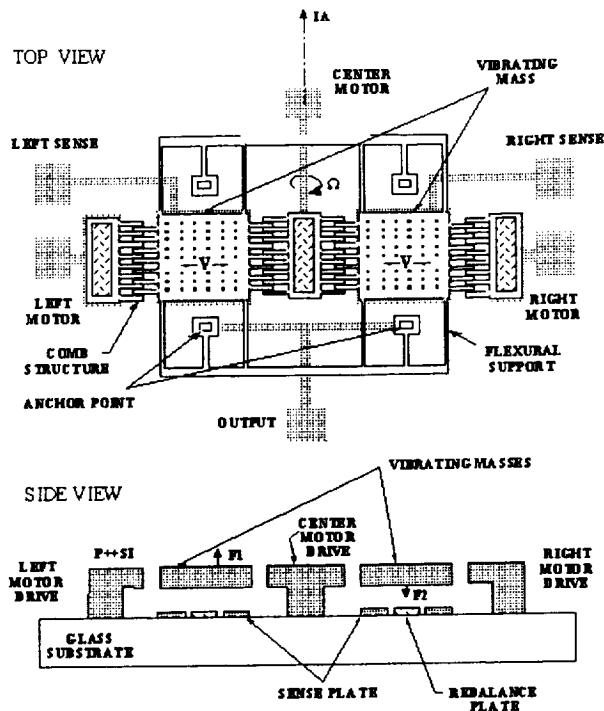 IA
TOP VIEW
CENTER
MOTOR
VIBRATING
MASS
LEFT SENSE
RIGHT SENSE
Ω
V
V
LEFT
MOTOR
RIGHT
MOTOR
COMB
STRUCTURE
FLEXURAL
SUPPORT
ANCHOR POINT
OUTPUT
SIDE VIEW
VIBRATING MASSES
P++SI
F1
CENTER
MOTOR
DRIVE
LEFT
MOTOR
DRIVE
RIGHT
MOTOR
DRIVE
F2
GLASS
SUBSTRATE
SENSE PLATE
REBALANCE
PLATE